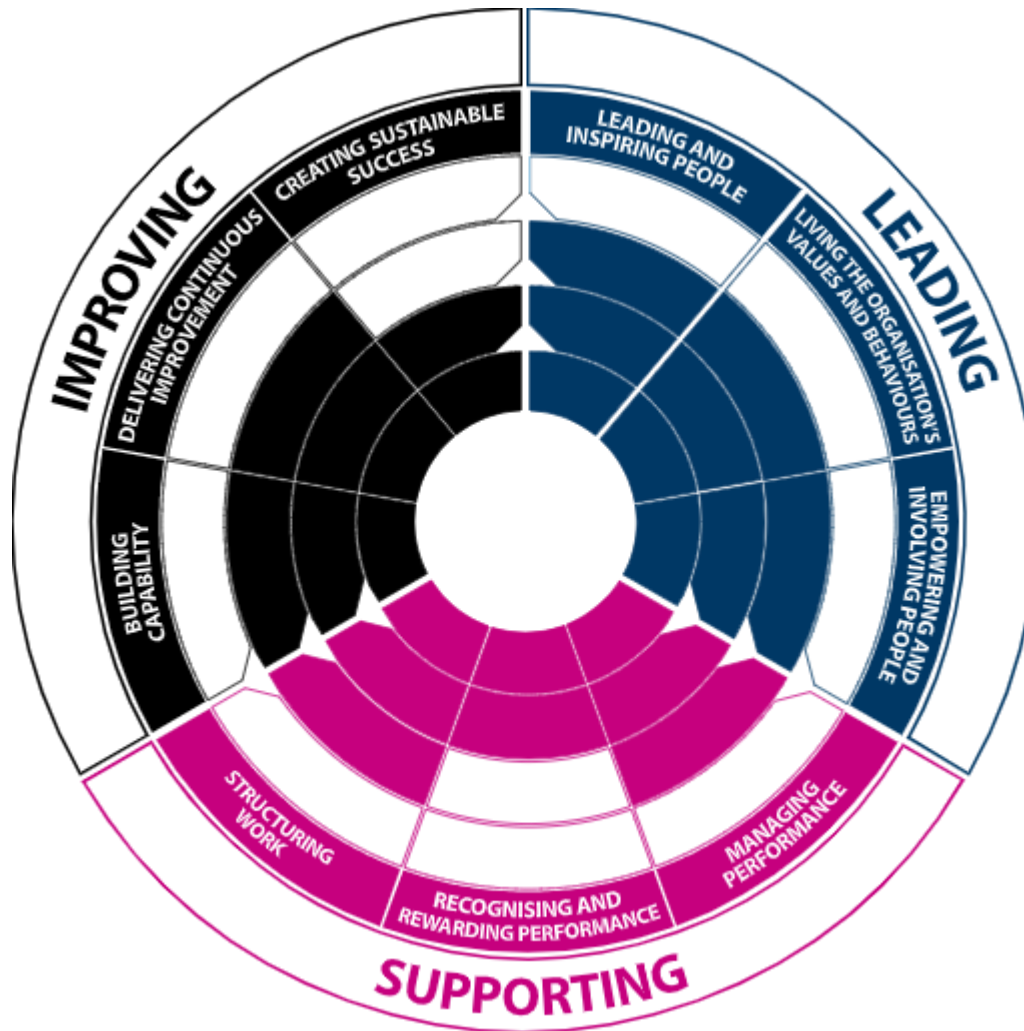 LEADING
LEADING AND
INSPIRING PEOPLE
LIVING THE ORGANISATION'S
VALUES AND BEHAVIOURS
EMPOWERING AND
INVOLVING PEOPLE
SUPPORTING
MANAGING
PERFORMANCE
RECOGNISING AND
REWARDING PERFORMANCE
STRUCTURING
WORK
IMPROVING
BUILDING
CAPABILITY
DELIVERING CONTINUOUS
IMPROVEMENT
CREATING SUSTAINABLE
SUCCESS